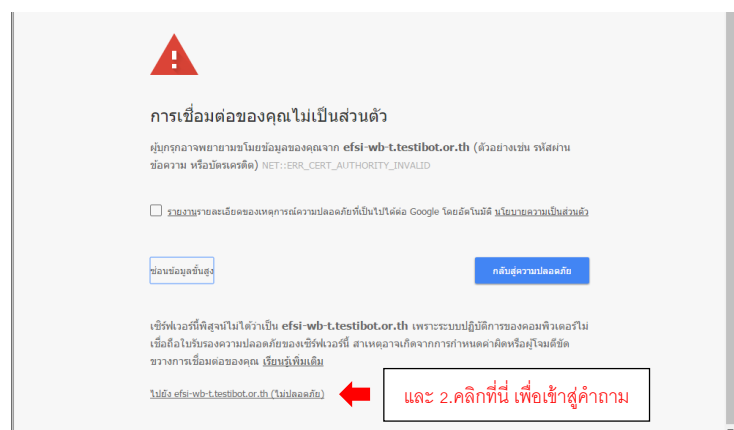 การเชื่อมต่อของคุณไม่เป็นส่วนตัว
ผู้บุกรุกอาจพยายามขโมยข้อมูลของคุณจาก efsi-wb-t.testibot.or.th (ตัวอย่างเช่น รหัสผ่าน
ข้อความ หรือบัตรเครดิต) NET::ERR_CERT_AUTHORITY_INVALID
รายงานรายละเอียดของเหตุการณ์ความปลอดภัยที่เป็นไปได้ต่อ Google โดยอัตโนมัติ นโยบายความเป็นส่วนตัว
ซ่อนข้อมูลขั้นสูง
กลับสู่ความปลอดภัย
เซิร์ฟเวอร์นี้พิสูจน์ไม่ได้ว่าเป็น efsi-wb-t.testibot.or.th เพราะระบบปฏิบัติการของคอมพิวเตอร์ไม่
เชื่อถือใบรับรองความปลอดภัยของเซิร์ฟเวอร์นี้ สาเหตุอาจเกิดจากการกำหนดค่าผิดหรือผู้โจมตีขัด
ขวางการเชื่อมต่อของคุณ เรียนรู้เพิ่มเติม
ไปยัง efsi-wb-t.testibot.or.th (ไม่ปลอดภัย)
และ 2.คลิกที่นี่ เพื่อเข้าสู่คำถาม